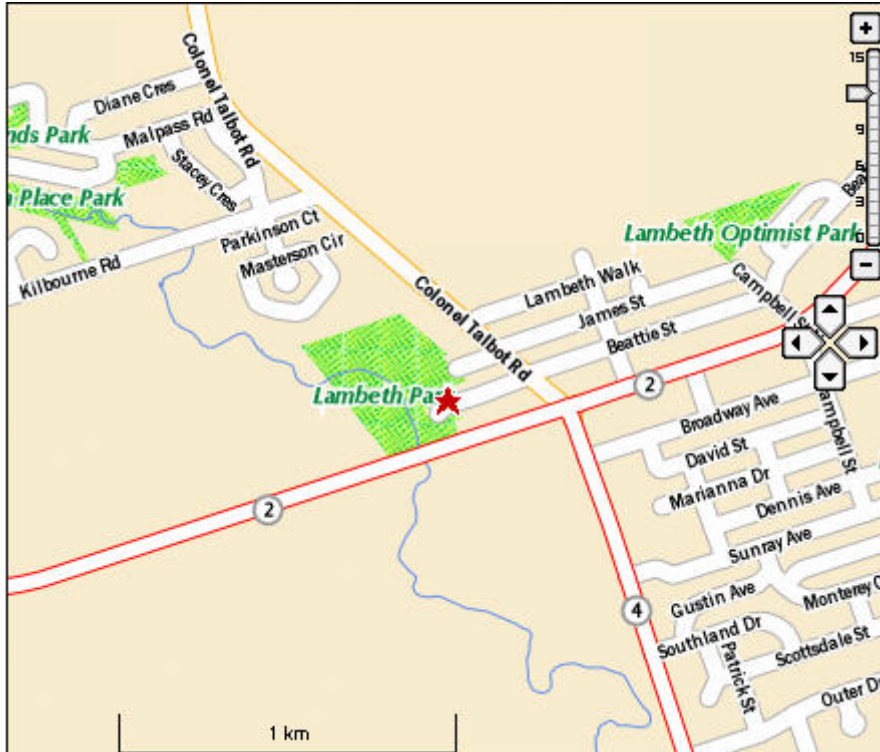 Colonel Talbot Rd
+
15
Diane Cres
9
Malpass Rd
nds Park
Stacey Cres
6
n Place Park
Bea
3
Parkinson Ct
Lambeth Optimist Park
0
Masterson Cir
Kilbourne Rd
Lambeth Walk
Campbell St
James St
Colonel Talbot Rd
Beattie St
2
Lambeth Pa
Campbell St
Broadway Ave
David St
Marianna Dr
2
Dennis Ave
Sunray Ave
Gustin Ave
4
Monterey C
Southland Dr
Scottsdale St
Patrick St
Outer Dr
1 km